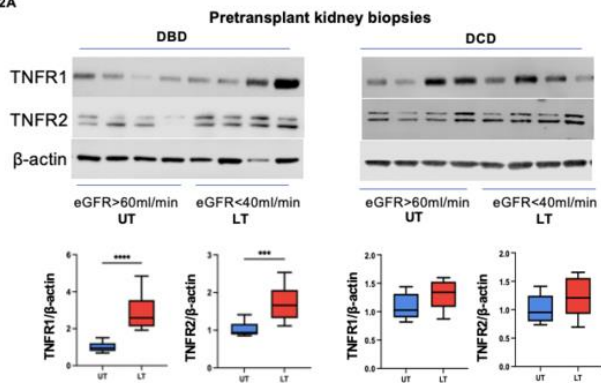 2A
Pretransplant kidney biopsies
DBD
DCD
TNFR1
TNFR2
β-actin
eGFR>60ml/min
UT
eGFR<40ml/min
LT
eGFR>60ml/min
UT
eGFR<40ml/min
LT
TNFR1/β-actin
6
4
2
0
****
UT
LT
TNFR2/β-actin
3
2
1
0
***
UT
LT
TNFR1/β-actin
2.0
1.5
1.0
0.5
0.0
UT
LT
TNFR2/β-actin
2.0
1.5
1.0
0.5
0.0
UT
LT